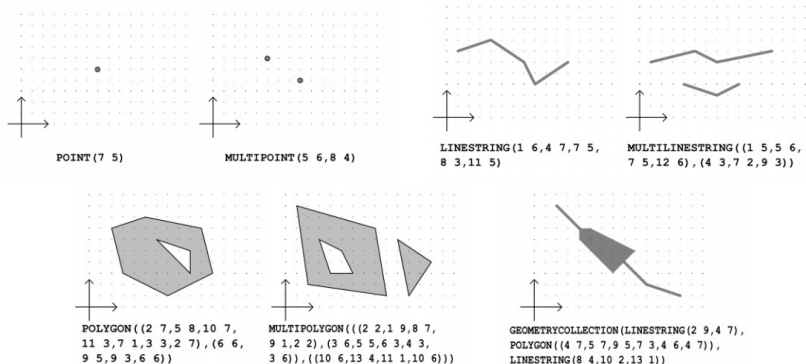 POINT(7 5)
MULTIPOINT(5 6,8 4)
LINESTRING(1 6,4 7,7 5,
8 3,11 5)
MULTILINESTRING((1 5,5 6,
7 5,12 6),(4 3,7 2,9 3))
POLYGON((2 7,5 8,10 7,
11 3,7 1,3 3,2 7),(6 6,
9 5,9 3,6 6))
MULTIPOLYGON(((2 2,1 9,8 7,
9 1,2 2),(3 6,5 5,6 3,4 3,
3 6)),((10 6,13 4,11 1,10 6)))
GEOMETRYCOLLECTION(LINESTRING(2 9,4 7),
POLYGON((4 7,5 7,9 5,7 3,4 6,4 7)),
LINESTRING(8 4,10 2,13 1))